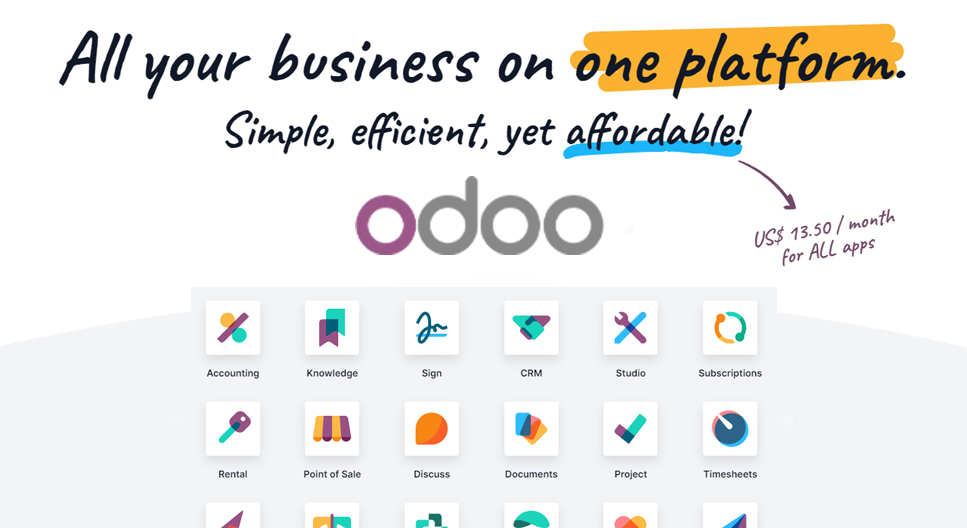 All your business on one platform.
Simple, efficient, yet affordable!
odoo
US$ 13.50 / month
for ALL apps
Accounting
Knowledge
Sign
CRM
Studio
Subscriptions
Rental
Point of Sale
Discuss
Documents
Project
Timesheets